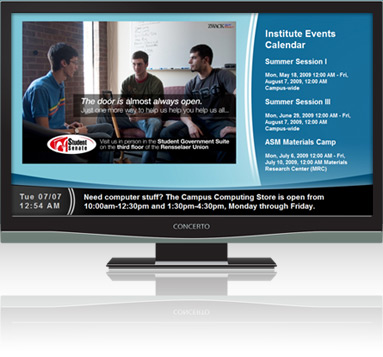 2MACK
The door is almost always open.
Just one more way to help us help you help us all...
Student
Senate
Visit us in person in the Student Government Suite
on the third floor of the Rensselaer Union
Institute Events
Calendar
Summer Session I
Mon, May 18, 2009 12:00 AM - Fri,
August 7, 2009, 12:00 AM
Campus-wide
Summer Session III
Mon, June 29, 2009 12:00 AM - Fri,
August 7, 2009, 12:00 AM
Campus-wide
ASM Materials Camp
Mon, July 6, 2009 12:00 AM - Fri,
July 10, 2009, 12:00 AM Materials
Research Center (MRC)
Tue 07/07
12:54 AM
Need computer stuff? The Campus Computing Store is open from
10:00am-12:30pm and 1:30pm-4:30pm, Monday through Friday.
CONCERTO